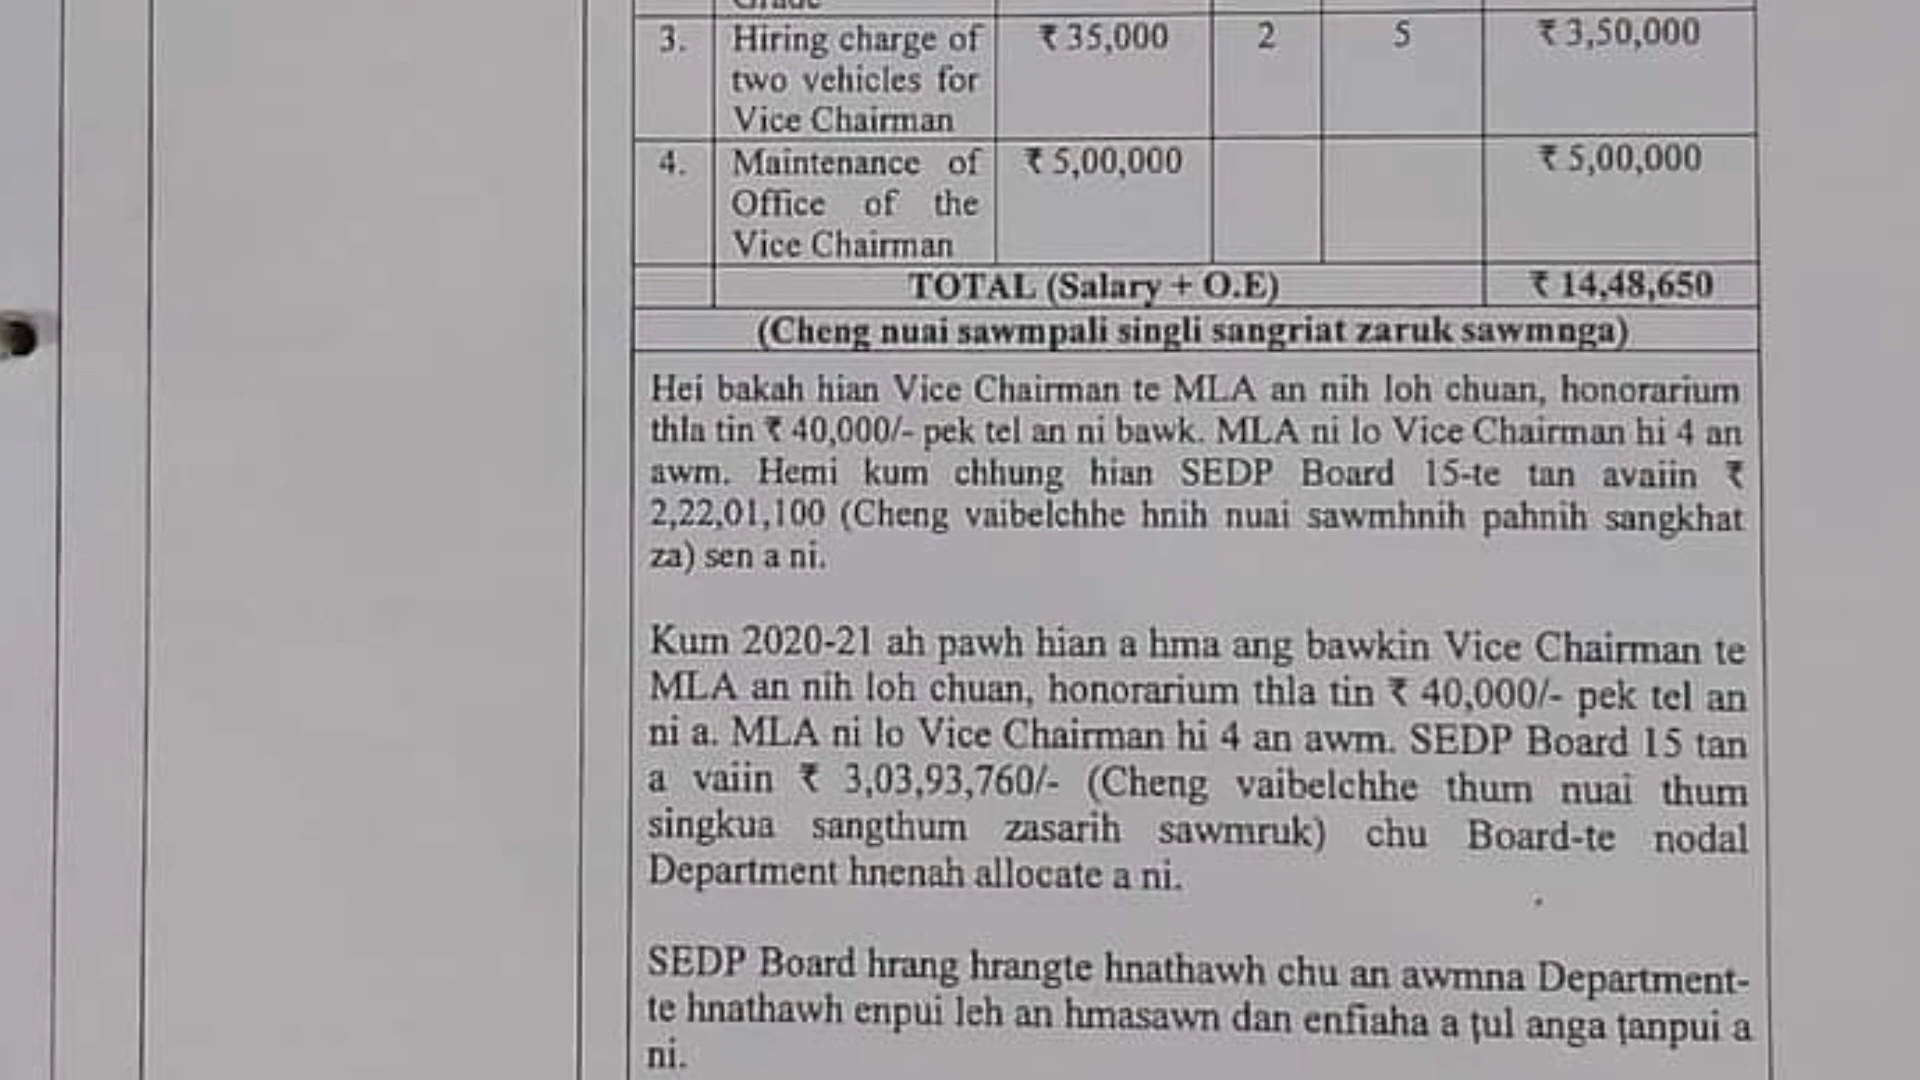 Grade
3. Hiring charge of ₹ 35,000 2 5 ₹ 3,50,000
two vehicles for
Vice Chairman
4. Maintenance of ₹ 5,00,000 ₹ 5,00,000
Office of the
Vice Chairman
TOTAL (Salary + O.E) ₹ 14,48,650
(Cheng nuai sawmpali singli sangriat zaruk sawmnga)
Hei bakah hian Vice Chairman te MLA an nih loh chuan, honorarium
thla tin ₹ 40,000/- pek tel an ni bawk. MLA ni lo Vice Chairman hi 4 an
awm. Hemi kum chhung hian SEDP Board 15-te tan avaiin ₹
2,22,01,100 (Cheng vaibelchhe hnih nuai sawmhnih pahnih sangkhat
za) sen a ni.
Kum 2020-21 ah pawh hian a hma ang bawkin Vice Chairman te
MLA an nih loh chuan, honorarium thla tin ₹ 40,000/- pek tel an
ni a. MLA ni lo Vice Chairman hi 4 an awm. SEDP Board 15 tan
a vaiin ₹ 3,03,93,760/- (Cheng vaibelchhe thum nuai thum
singkua sangthum zasarih sawmruk) chu Board-te nodal
Department hnenah allocate a ni.
SEDP Board hrang hrangte hnathawh chu an awmna Department-
te hnathawh enpui leh an hmasawn dan enfiaha a ţul anga ţanpui a
ni.